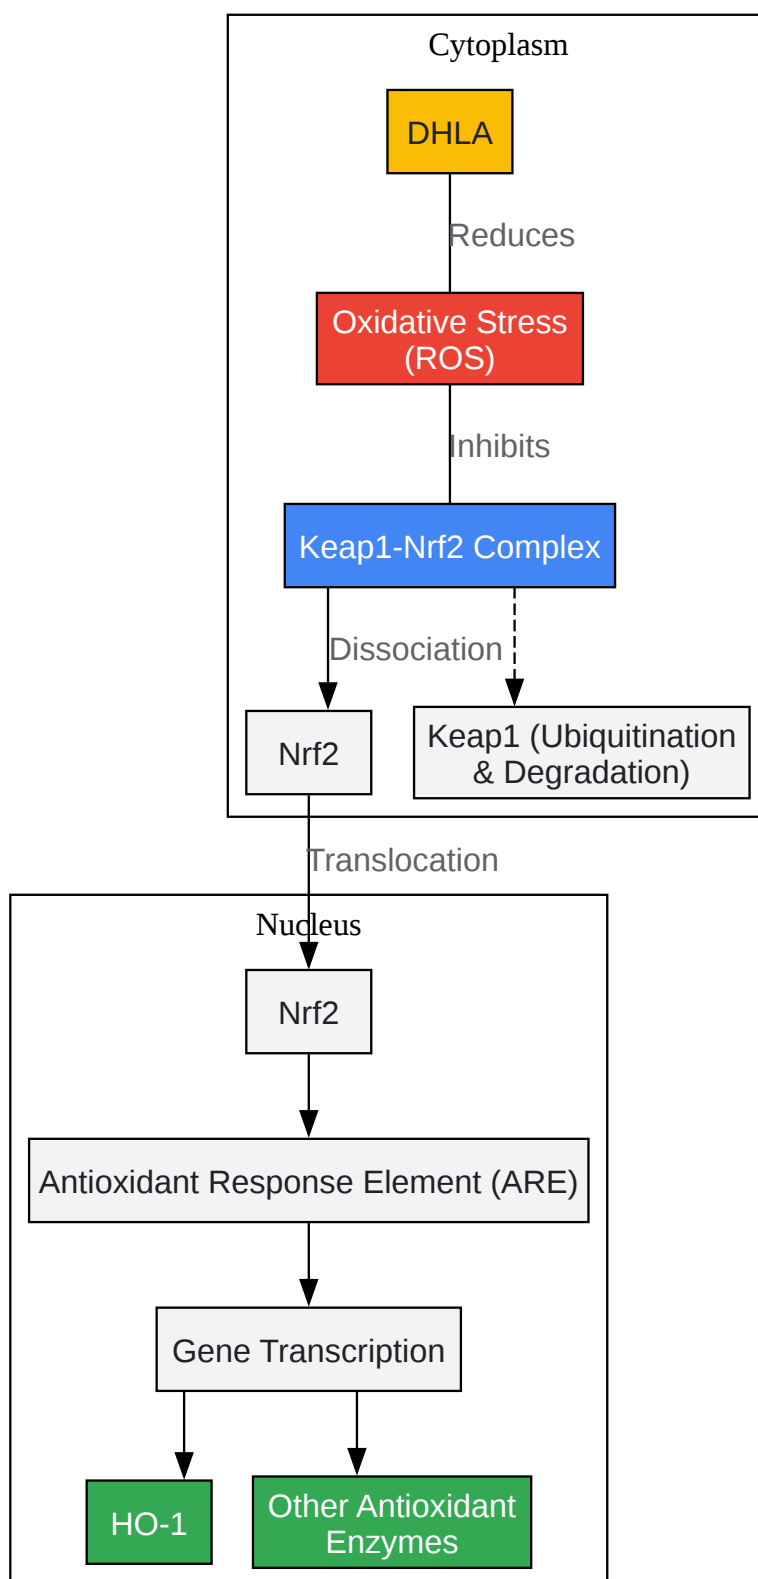 Cytoplasm
DHLA
Reduces
Oxidative Stress
(ROS)
Inhibits
Keap1-Nrf2 Complex
Dissociation
Nrf2
Keap1 (Ubiquitination
& Degradation)
Translocation
Nucleus
Nrf2
Antioxidant Response Element (ARE)
Gene Transcription
HO-1
Other Antioxidant
Enzymes